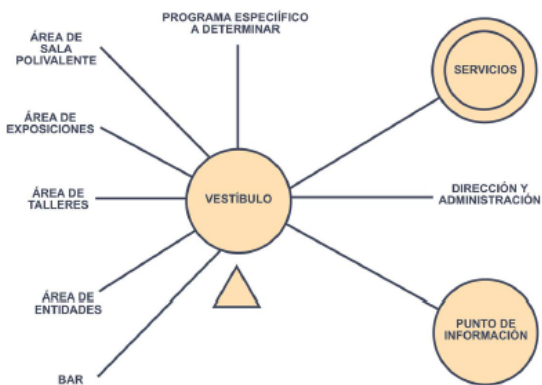 PROGRAMA ESPECIÍFICO
A DETERMINAR
ÁREA DE
SALA
POLIVALENTE
SERVICIOS
ÁREA DE
EXPOSICIONES
ÁREA DE
TALLERES
VESTÍBULO
DIRECCIÓN Y
ADMINISTRACIÓN
ÁREA DE
ENTIDADES
PUNTO DE
INFORMACIÓN
BAR